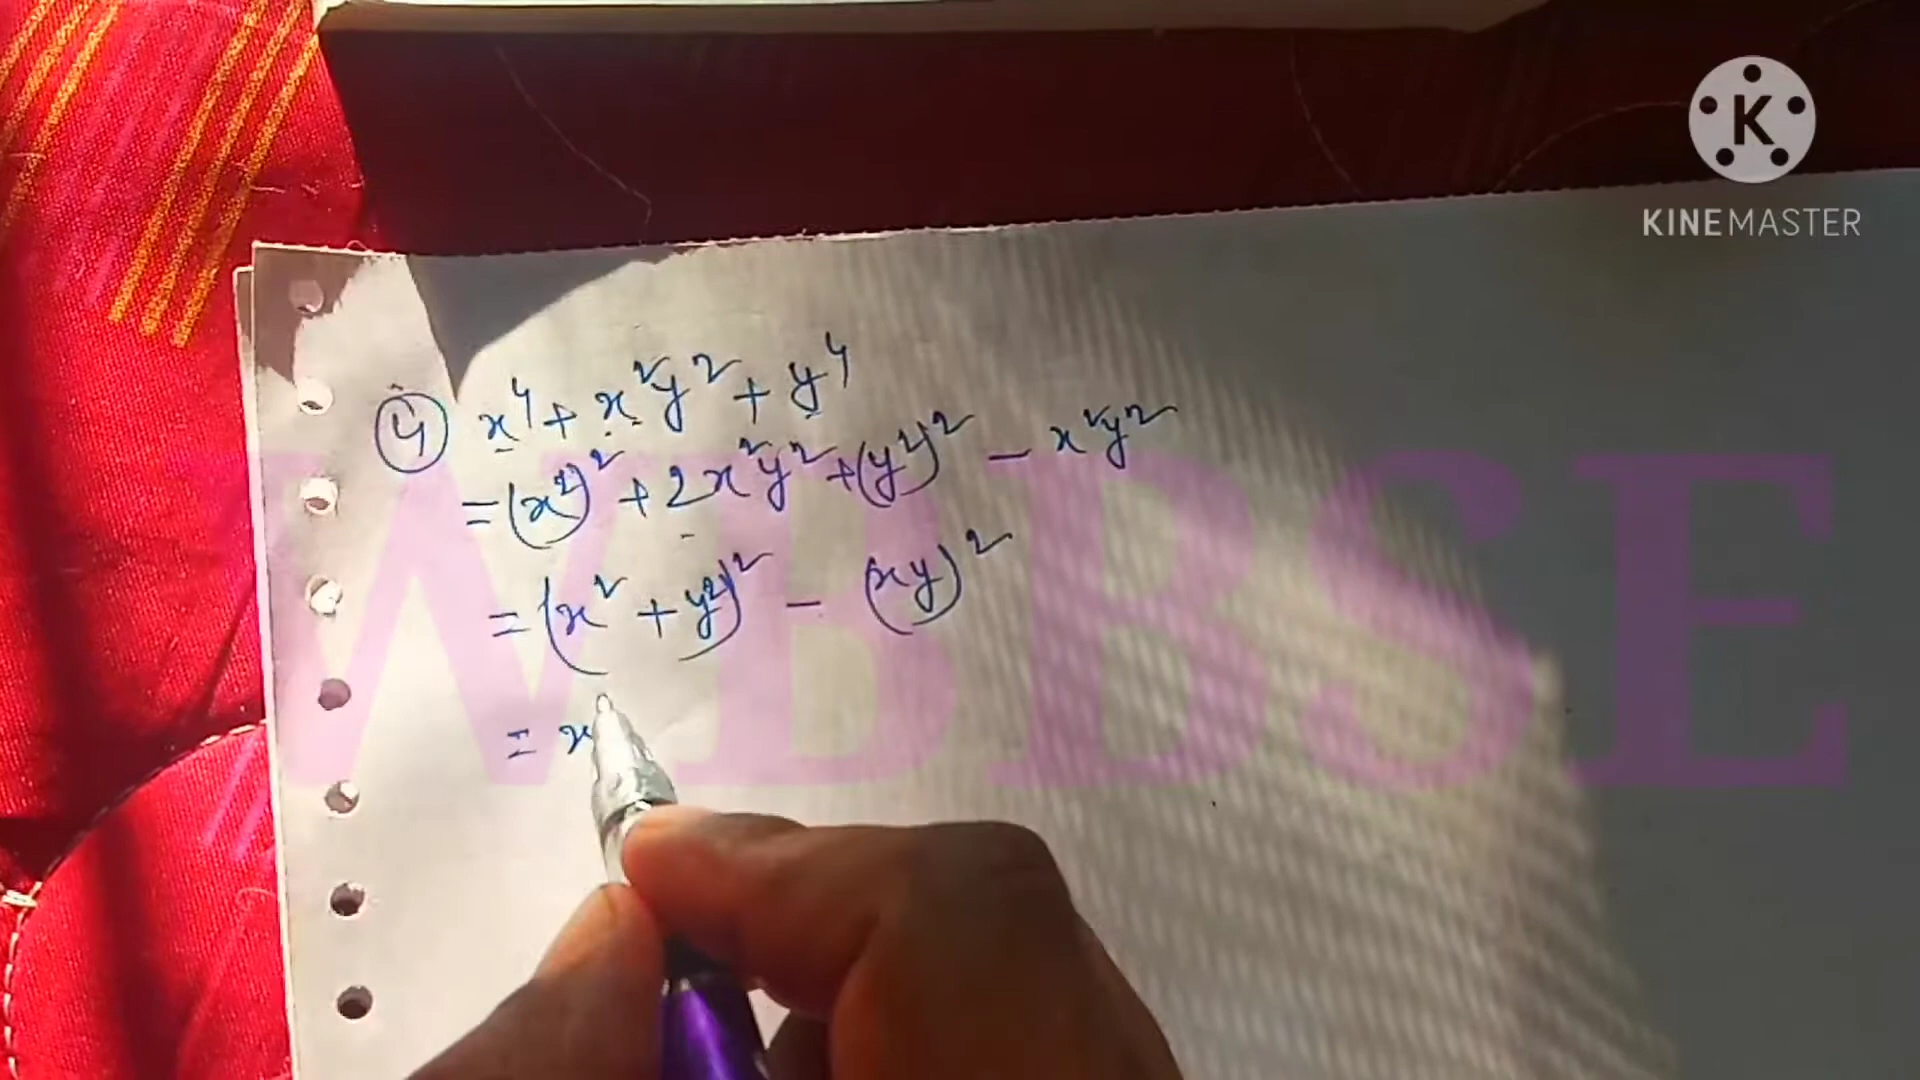 K
KINEMASTER
④ x⁴ + x²y² + y⁴
= (x²)² + 2x²y² + (y²)² - x²y²
= (x² + y²)² - (xy)²
= x
WBBSE